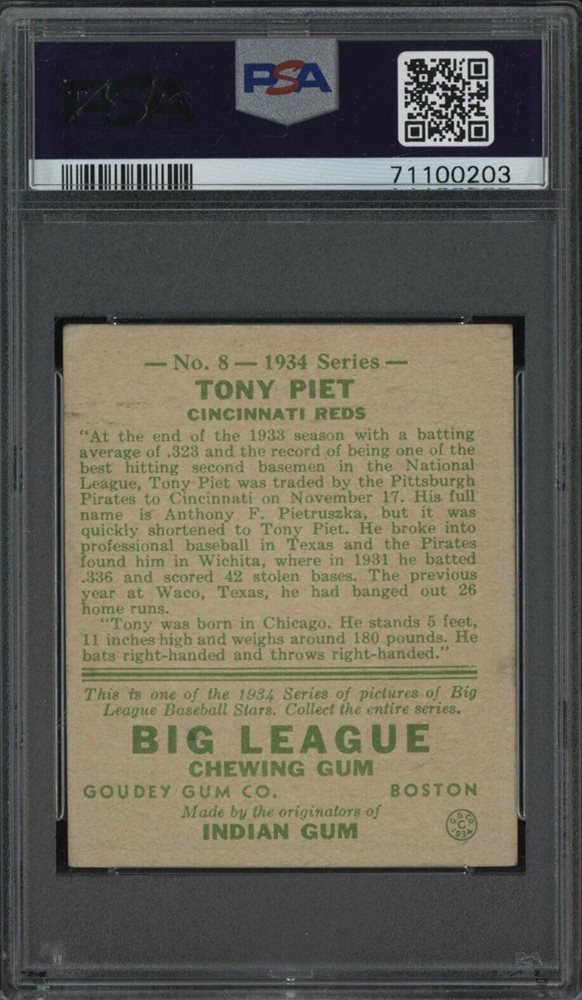 PSA
PSA
71100203
— No. 8 — 1934 Series —
TONY PIET
CINCINNATI REDS
"At the end of the 1933 season with a batting
average of .323 and the record of being one of the
best hitting second basemen in the National
League, Tony Piet was traded by the Pittsburgh
Pirates to Cincinnati on November 17. His full
name is Anthony F. Pietruszka, but it was
quickly shortened to Tony Piet. He broke into
professional baseball in Texas and the Pirates
found him in Wichita, where in 1931 he batted
.336 and scored 42 stolen bases. The previous
year at Waco, Texas, he had banged out 26
home runs.
"Tony was born in Chicago. He stands 5 feet,
11 inches high and weighs around 180 pounds. He
bats right-handed and throws right-handed."
This is one of the 1934 Series of pictures of Big
League Baseball Stars. Collect the entire series.
BIG LEAGUE
CHEWING GUM
GOUDEY GUM CO. BOSTON
Made by the originators of
INDIAN GUM
G. G. CO.
C
1934